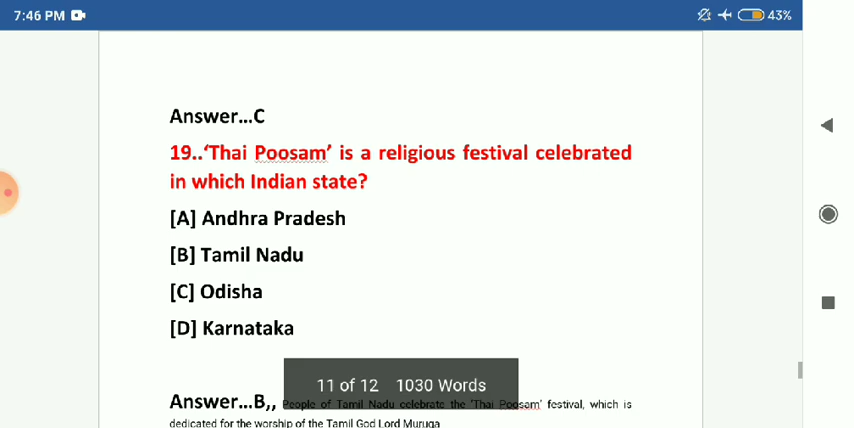 7:46 PM
43%
Answer...C
19..‘Thai Poosam’ is a religious festival celebrated
in which Indian state?
[A] Andhra Pradesh
[B] Tamil Nadu
[C] Odisha
[D] Karnataka
11 of 12 1030 Words
Answer...B,, People of Tamil Nadu celebrate the ‘Thai Poosam’ festival, which is
dedicated for the worship of the Tamil God Lord Muruga